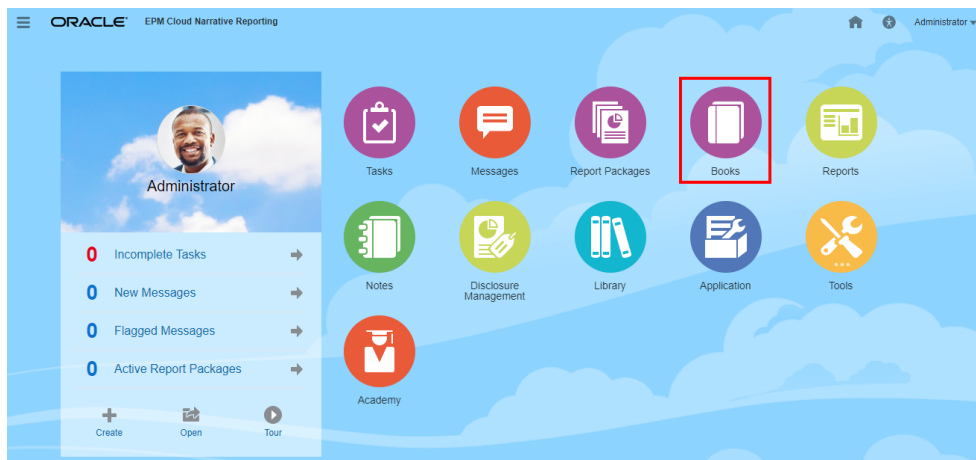 ORACLE® EPM Cloud Narrative Reporting Administrator
Administrator
0 Incomplete Tasks
0 New Messages
0 Flagged Messages
0 Active Report Packages
Create Open Tour
Tasks Messages Report Packages Books Reports
Notes Disclosure Library Application Tools
Management
Academy